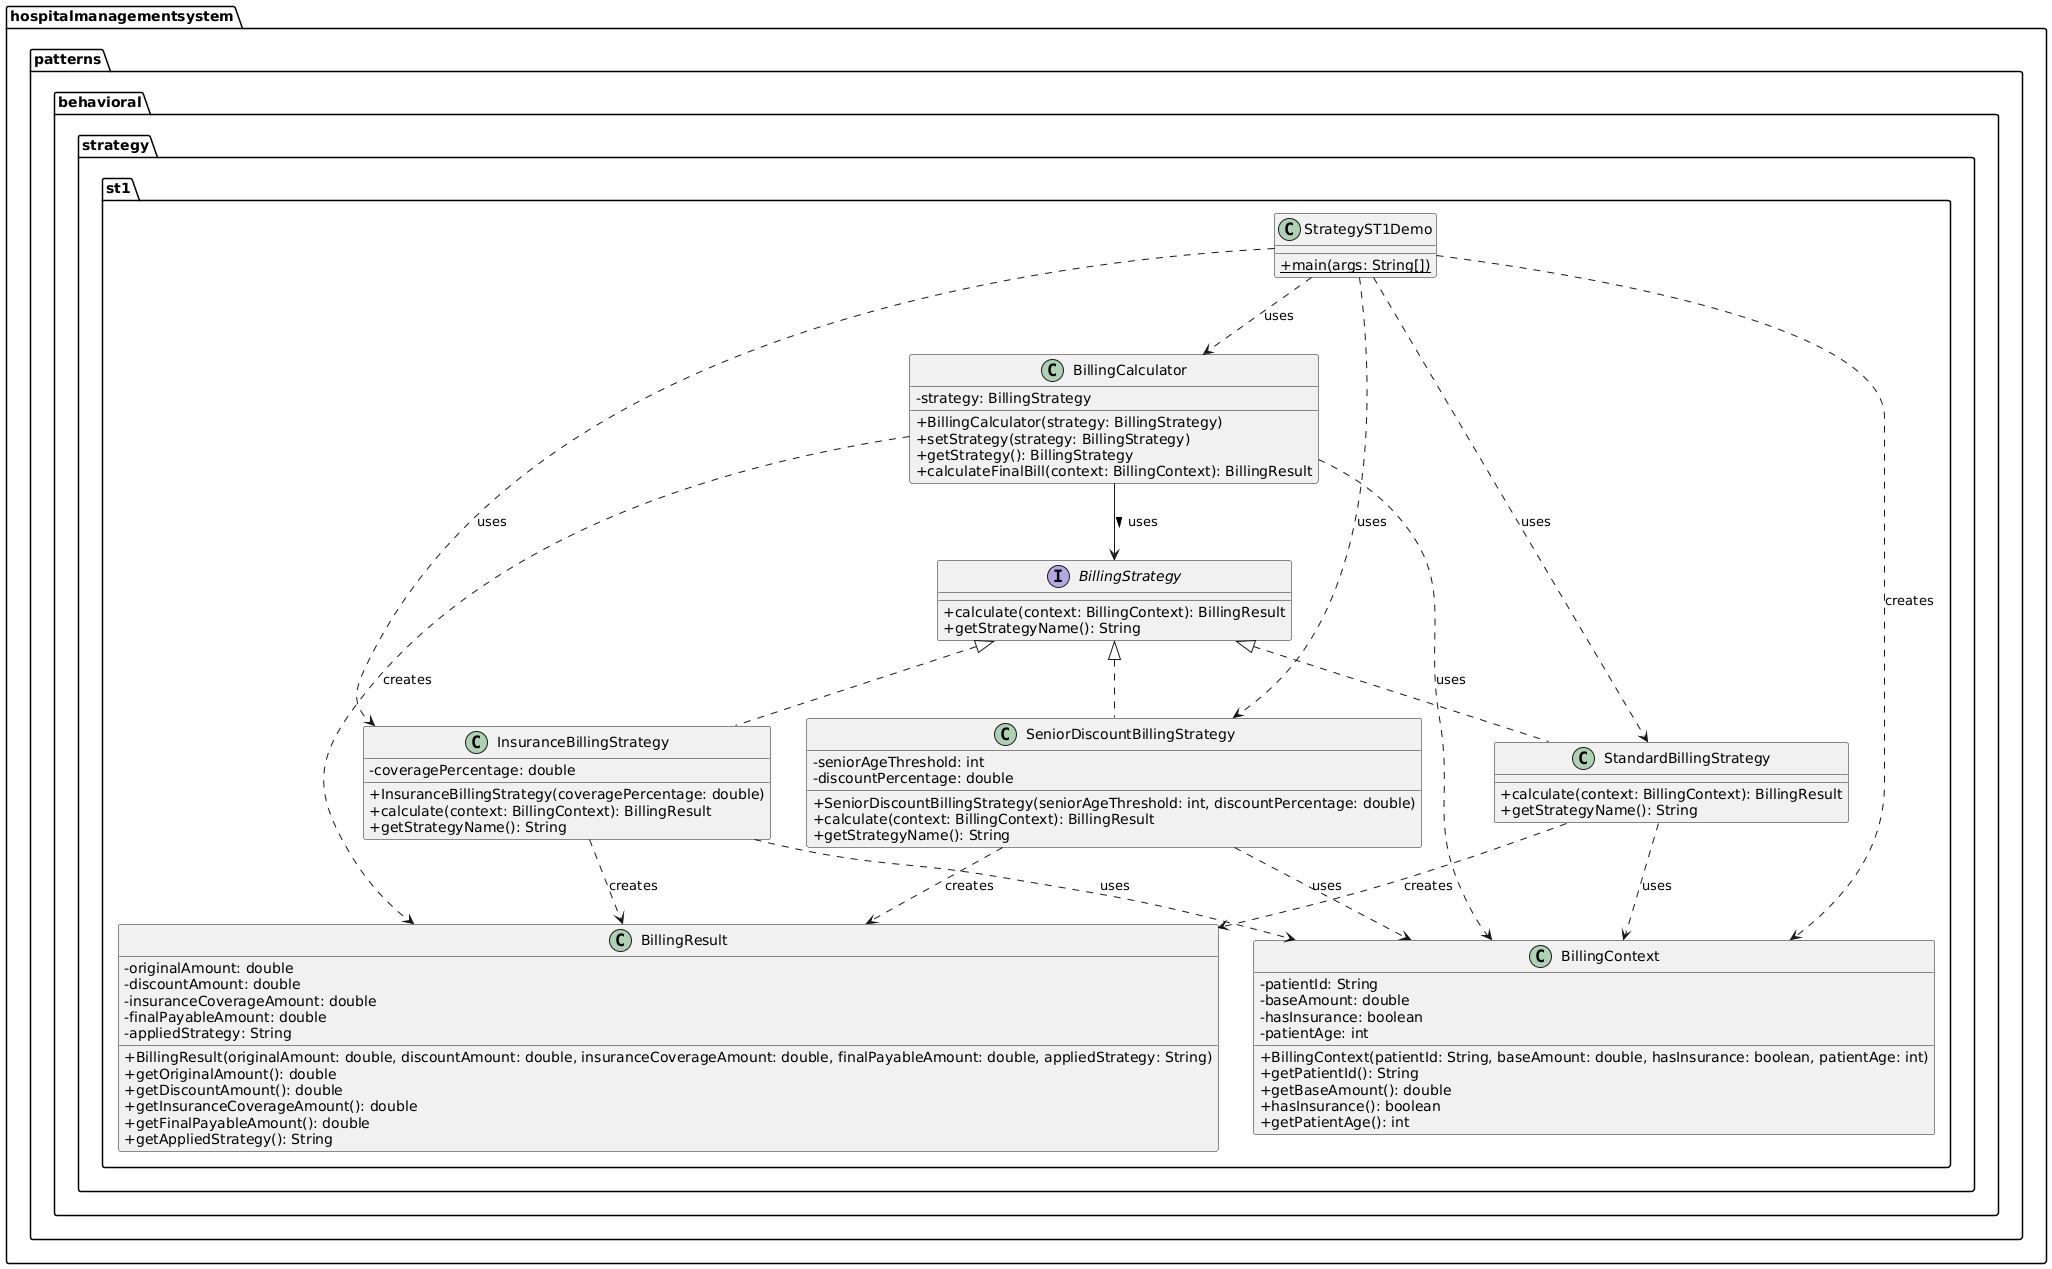 hospitalmanagementsystem
patterns
behavioral
strategy
st1
C StrategyST1Demo
+main(args: String[])
uses
C BillingCalculator
-strategy: BillingStrategy
+BillingCalculator(strategy: BillingStrategy)
+setStrategy(strategy: BillingStrategy)
+getStrategy(): BillingStrategy
+calculateFinalBill(context: BillingContext): BillingResult
uses
uses
uses
uses
I BillingStrategy
+calculate(context: BillingContext): BillingResult
+getStrategyName(): String
creates
creates
uses
C InsuranceBillingStrategy
-coveragePercentage: double
+InsuranceBillingStrategy(coveragePercentage: double)
+calculate(context: BillingContext): BillingResult
+getStrategyName(): String
C SeniorDiscountBillingStrategy
-seniorAgeThreshold: int
-discountPercentage: double
+SeniorDiscountBillingStrategy(seniorAgeThreshold: int, discountPercentage: double)
+calculate(context: BillingContext): BillingResult
+getStrategyName(): String
C StandardBillingStrategy
+calculate(context: BillingContext): BillingResult
+getStrategyName(): String
creates
creates
uses
uses
creates
uses
C BillingResult
-originalAmount: double
-discountAmount: double
-insuranceCoverageAmount: double
-finalPayableAmount: double
-appliedStrategy: String
+BillingResult(originalAmount: double, discountAmount: double, insuranceCoverageAmount: double, finalPayableAmount: double, appliedStrategy: String)
+getOriginalAmount(): double
+getDiscountAmount(): double
+getInsuranceCoverageAmount(): double
+getFinalPayableAmount(): double
+getAppliedStrategy(): String
C BillingContext
-patientId: String
-baseAmount: double
-hasInsurance: boolean
-patientAge: int
+BillingContext(patientId: String, baseAmount: double, hasInsurance: boolean, patientAge: int)
+getPatientId(): String
+getBaseAmount(): double
+hasInsurance(): boolean
+getPatientAge(): int